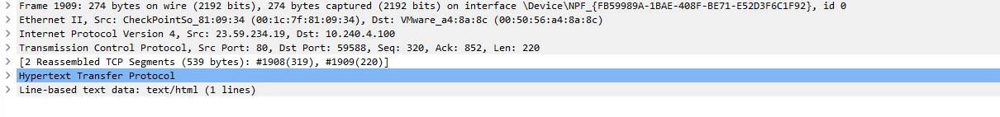 Frame 1909: 274 bytes on wire (2192 bits), 274 bytes captured (2192 bits) on interface \Device\NPF_{FB59989A-1BAE-408F-BE71-E52D3F6C1F92}, id 0
Ethernet II, Src: CheckPointSo_81:09:34 (00:1c:7f:81:09:34), Dst: VMware_a4:8a:8c (00:50:56:a4:8a:8c)
Internet Protocol Version 4, Src: 23.59.234.19, Dst: 10.240.4.100
Transmission Control Protocol, Src Port: 80, Dst Port: 59588, Seq: 320, Ack: 852, Len: 220
[2 Reassembled TCP Segments (539 bytes): #1908(319), #1909(220)]
Hypertext Transfer Protocol
Line-based text data: text/html (1 lines)